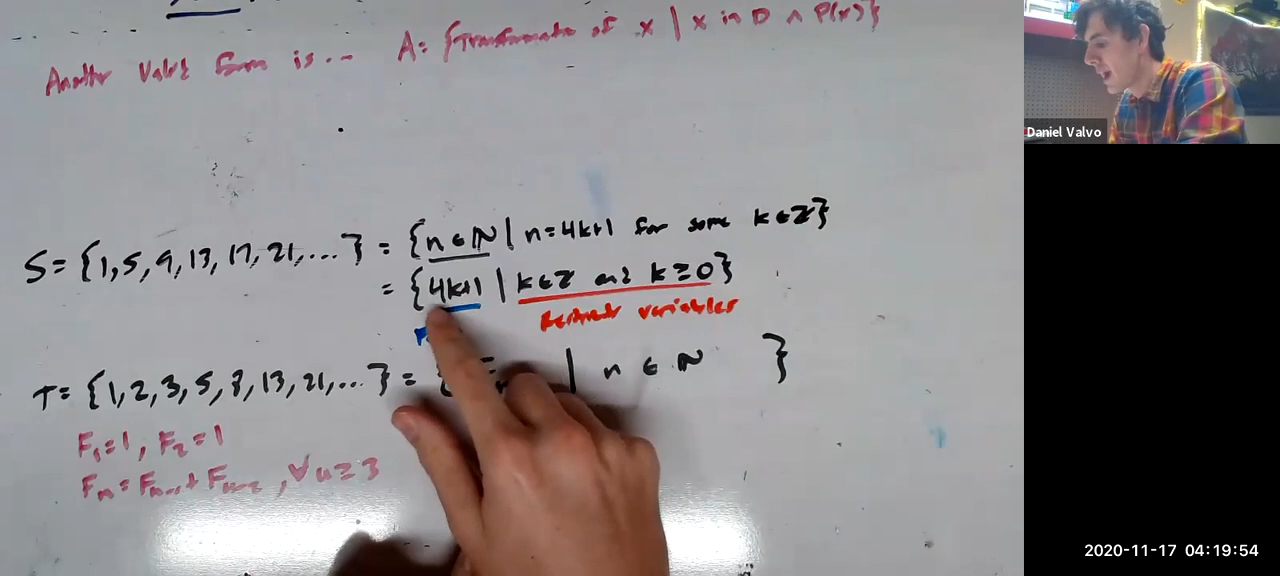 Another Valid form is... A = {Transformation of x | x in D ∧ P(x)}
Daniel Valvo
S = {1, 5, 9, 13, 17, 21, ...} = {n ∈ ℕ | n = 4k+1 for some k ∈ ℤ}
= {4k+1 | k ∈ ℤ and k ≥ 0}
variables
T = {1, 2, 3, 5, 8, 13, 21, ...} = { | n ∈ ℕ }
F₁ = 1, F₂ = 1
Fₙ = Fₙ₋₁ + Fₙ₋₂, ∀n ≥ 3
2020-11-17 04:19:54